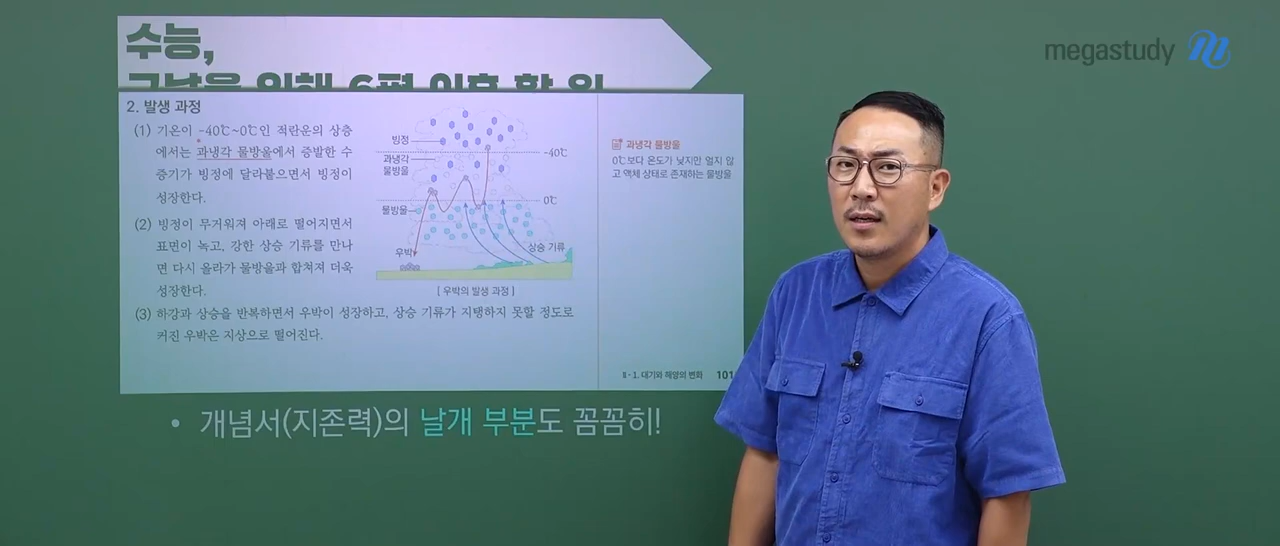 수능,
그날을 위해 6평 이후 할 일
megastudy
2. 발생 과정
(1) 기온이 -40℃~0℃인 적란운의 상층
에서는 과냉각 물방울에서 증발한 수
증기가 빙정에 달라붙으면서 빙정이
성장한다.
(2) 빙정이 무거워져 아래로 떨어지면서
표면이 녹고, 강한 상승 기류를 만나
면 다시 올라가 물방울과 합쳐져 더욱
성장한다.
(3) 하강과 상승을 반복하면서 우박이 성장하고, 상승 기류가 지탱하지 못할 정도로
커진 우박은 지상으로 떨어진다.
빙정
-40℃
과냉각
물방울
0℃
물방울
우박
상승 기류
[ 우박의 발생 과정 ]
과냉각 물방울
0℃보다 온도가 낮지만 얼지 않
고 액체 상태로 존재하는 물방울
Ⅱ-1. 대기와 해양의 변화 101
• 개념서(지존력)의 날개 부분도 꼼꼼히!